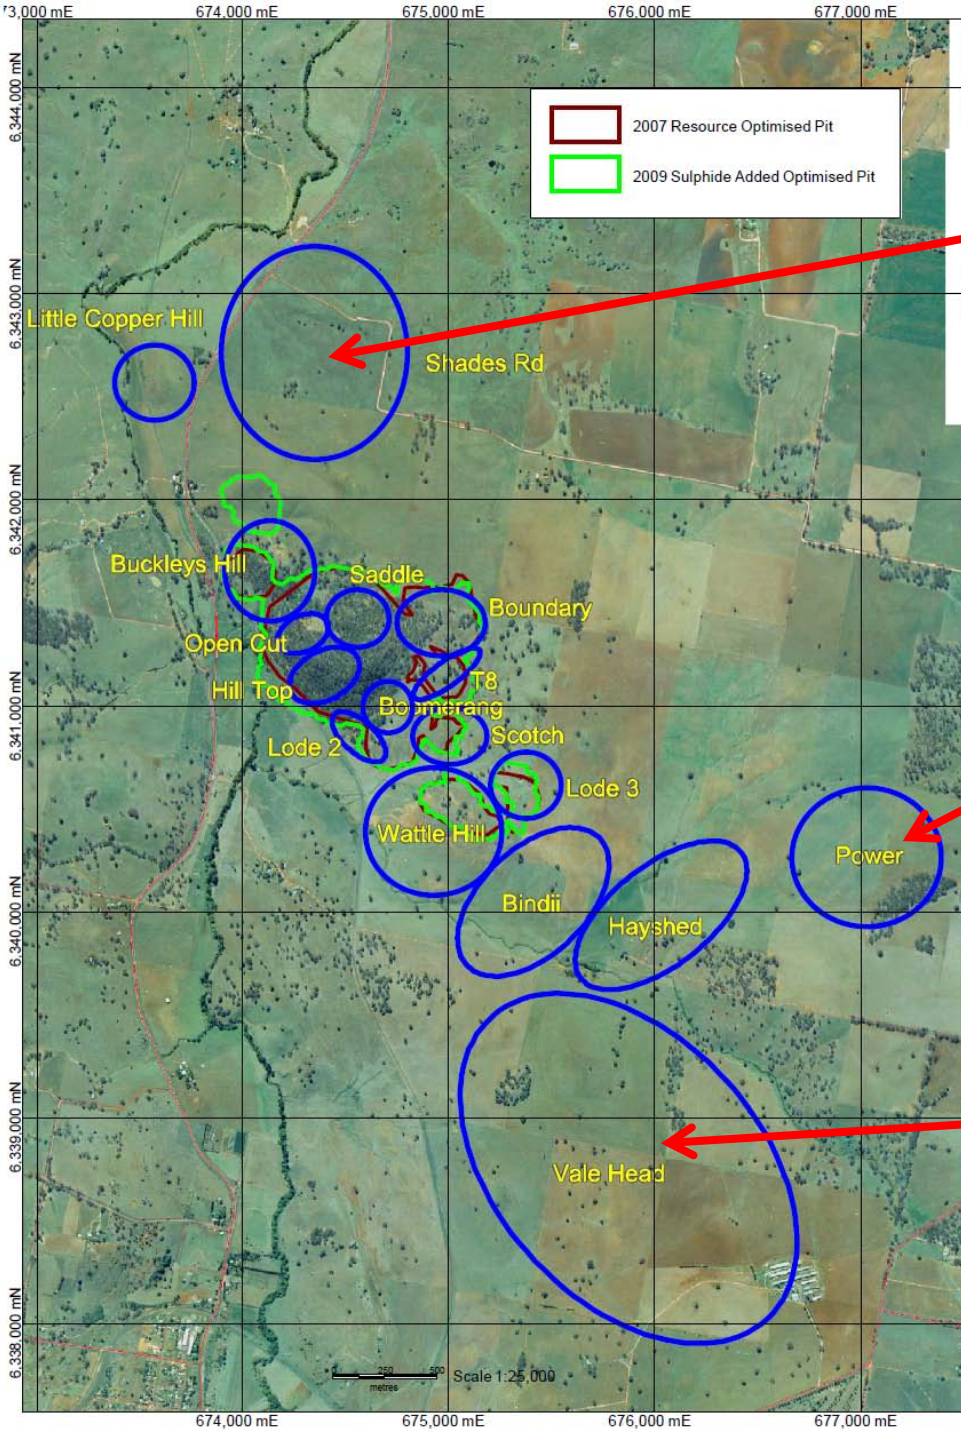 73,000 mE
674,000 mE
675,000 mE
676,000 mE
677,000 mE
6,344,000 mN
2007 Resource Optimised Pit
2009 Sulphide Added Optimised Pit
6,343,000 mN
Little Copper Hill
Shades Rd
6,342,000 mN
Buckleys Hill
Saddle
Boundary
Open Cut
Hill Top
T8
Boomerang
6,341,000 mN
Lode 2
Scotch
Lode 3
Wattle Hill
Power
Bindii
Hayshed
6,340,000 mN
6,339,000 mN
Vale Head
6,338,000 mN
0 250 500
metres
Scale 1:25,000
674,000 mE
675,000 mE
676,000 mE
677,000 mE